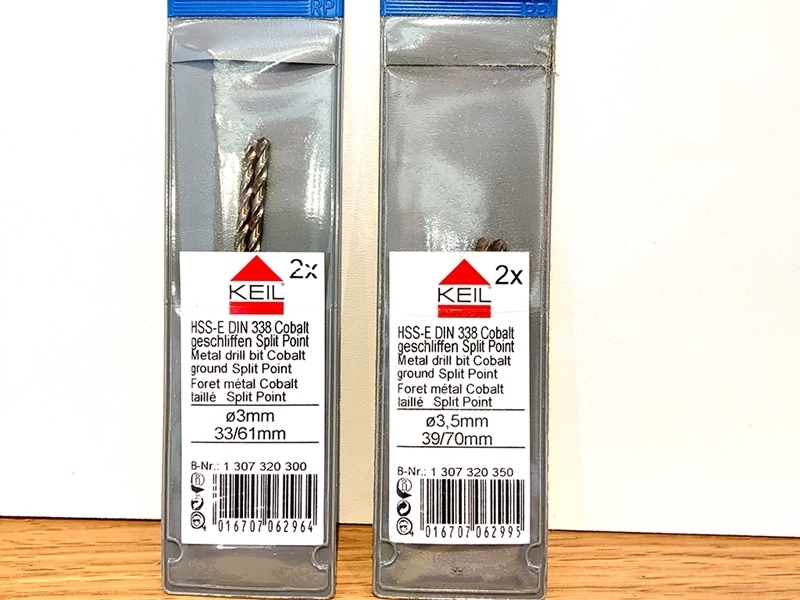 RP
2x
KEIL
HSS-E DIN 338 Cobalt
geschliffen Split Point
Metal drill bit Cobalt
ground Split Point
Foret métal Cobalt
taillé Split Point
ø3mm
33/61mm
B-Nr.: 1 307 320 300
4 016707 062964
RP
2x
KEIL
HSS-E DIN 338 Cobalt
geschliffen Split Point
Metal drill bit Cobalt
ground Split Point
Foret métal Cobalt
taillé Split Point
ø3,5mm
39/70mm
B-Nr.: 1 307 320 350
4 016707 062995